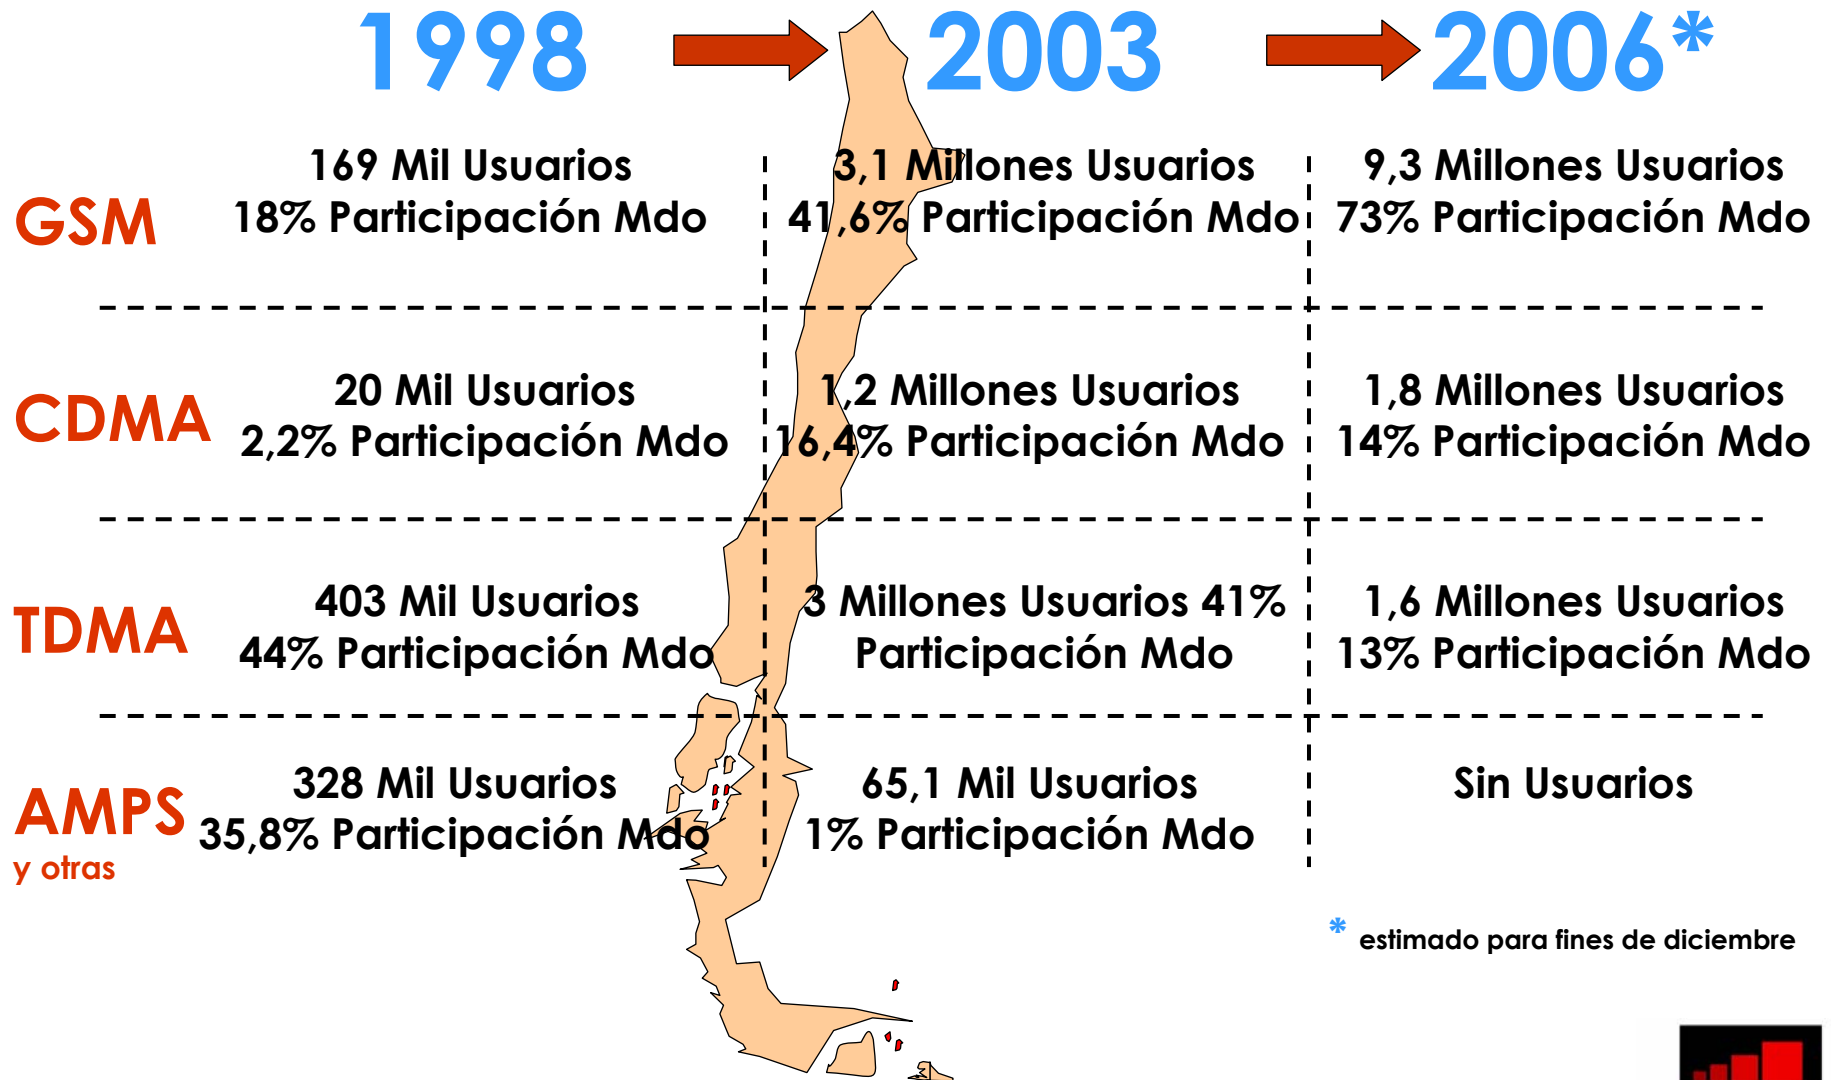 1998 2003 2006*
GSM
169 Mil Usuarios
18% Participación Mdo
3,1 Millones Usuarios
41,6% Participación Mdo
9,3 Millones Usuarios
73% Participación Mdo
CDMA
20 Mil Usuarios
2,2% Participación Mdo
1,2 Millones Usuarios
16,4% Participación Mdo
1,8 Millones Usuarios
14% Participación Mdo
TDMA
403 Mil Usuarios
44% Participación Mdo
3 Millones Usuarios 41%
Participación Mdo
1,6 Millones Usuarios
13% Participación Mdo
AMPS
y otras
328 Mil Usuarios
35,8% Participación Mdo
65,1 Mil Usuarios
1% Participación Mdo
Sin Usuarios
* estimado para fines de diciembre